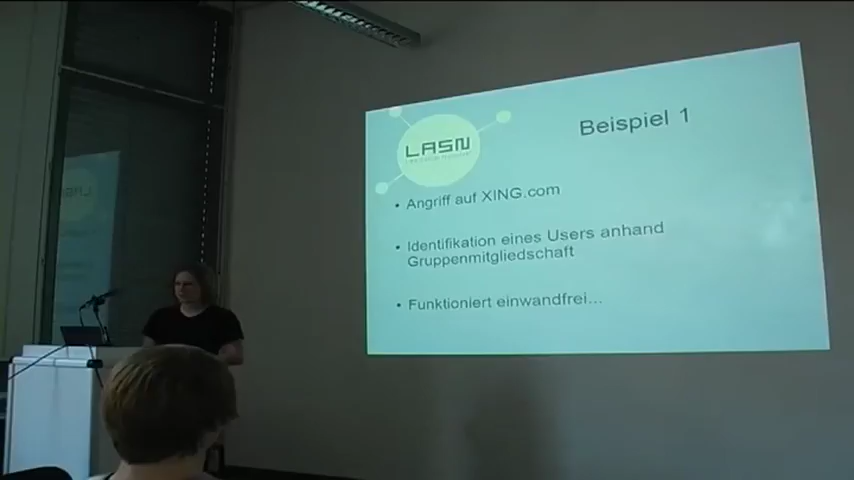 LASN
Beispiel 1
• Angriff auf XING.com
• Identifikation eines Users anhand
Gruppenmitgliedschaft
• Funktioniert einwandfrei...